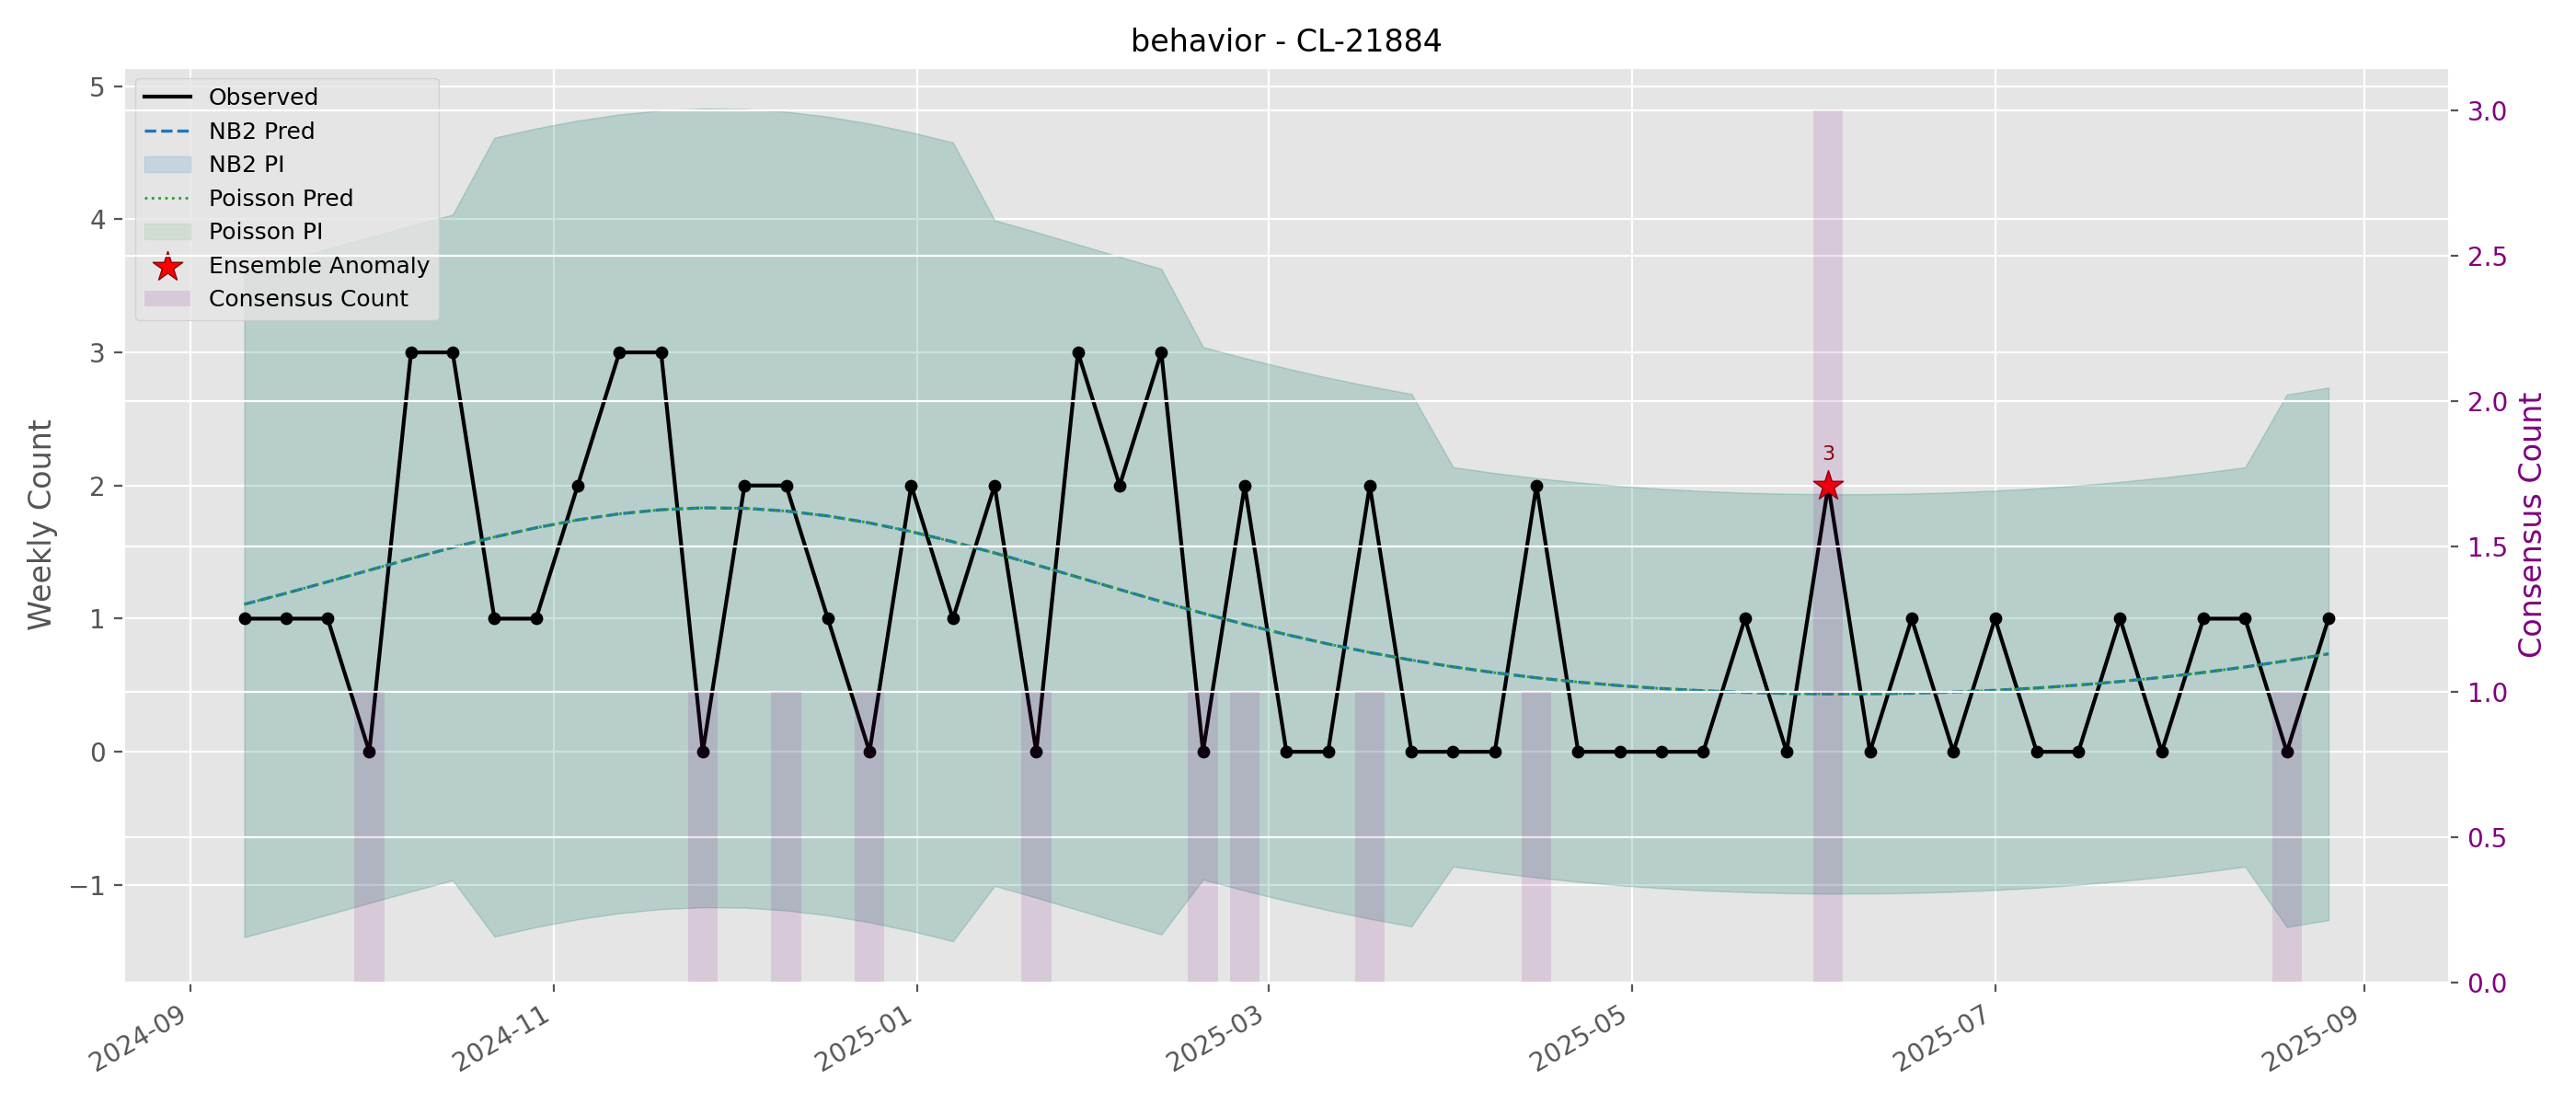 behavior - CL-21884
Observed
NB2 Pred
NB2 PI
Poisson Pred
Poisson PI
Ensemble Anomaly
Consensus Count
5
4
3
2
1
0
−1
Weekly Count
3
3.0
2.5
2.0
1.5
1.0
0.5
0.0
Consensus Count
2024-09
2024-11
2025-01
2025-03
2025-05
2025-07
2025-09